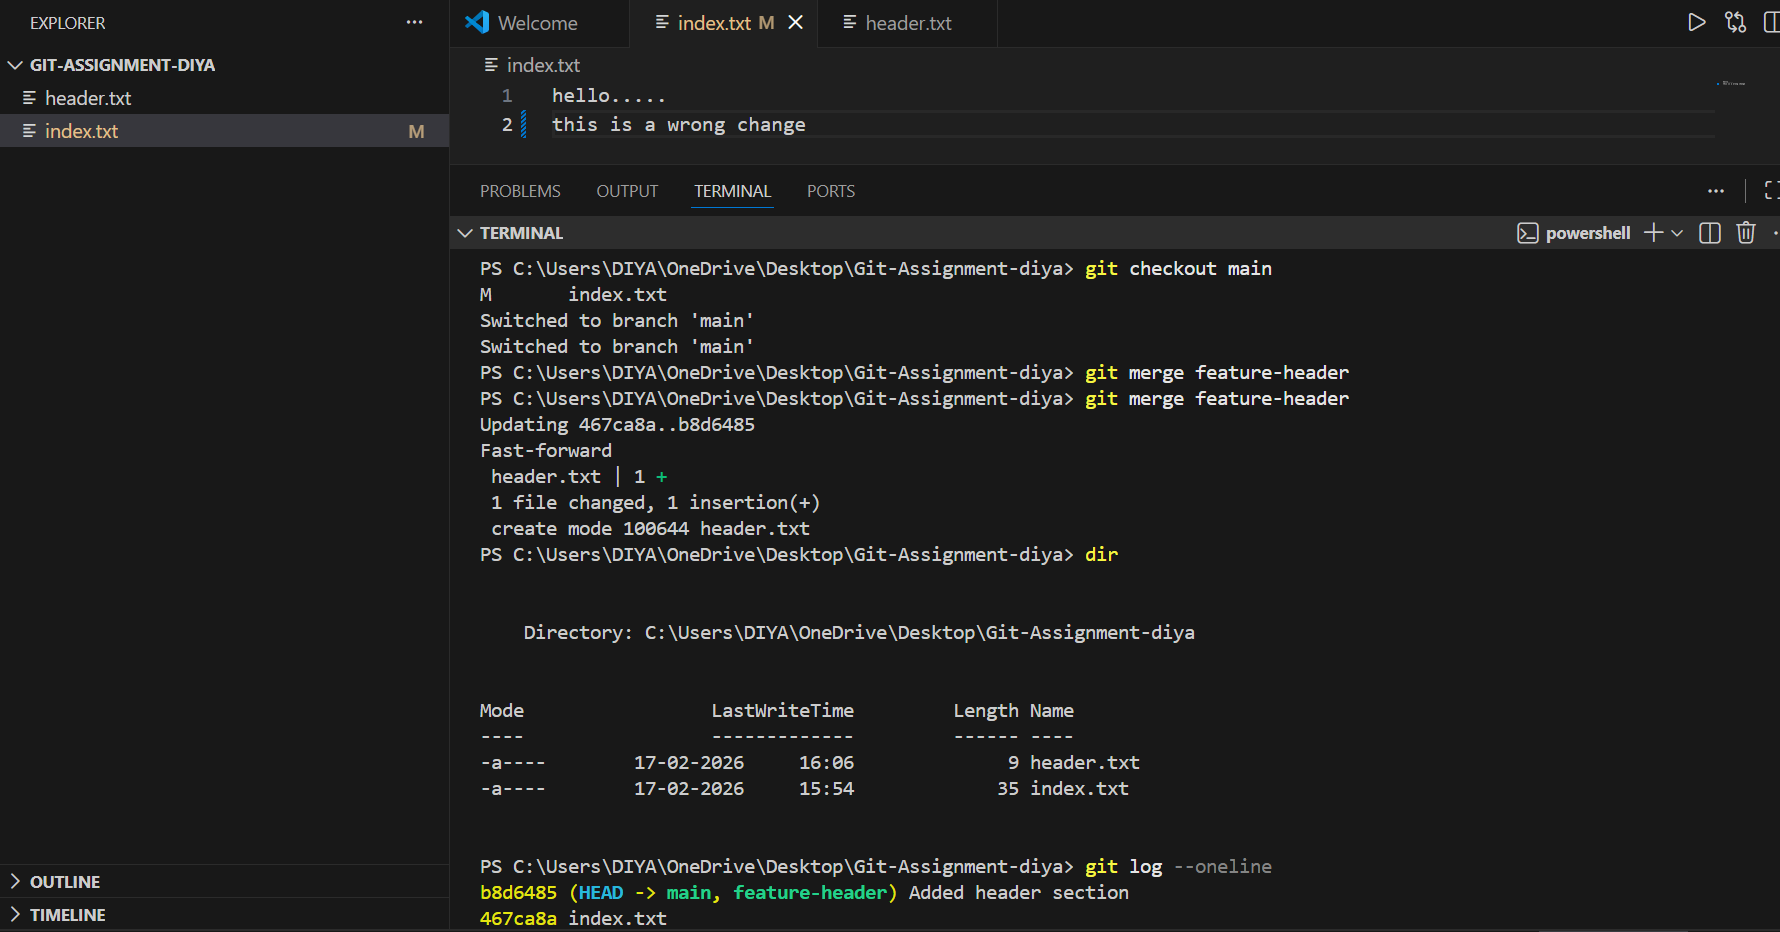 EXPLORER ...
GIT-ASSIGNMENT-DIYA
header.txt
index.txt M
OUTLINE
TIMELINE
Welcome index.txt M header.txt
index.txt
1 hello.....
2 this is a wrong change
PROBLEMS OUTPUT TERMINAL PORTS ...
TERMINAL powershell
PS C:\Users\DIYA\OneDrive\Desktop\Git-Assignment-diya> git checkout main
M index.txt
Switched to branch 'main'
Switched to branch 'main'
PS C:\Users\DIYA\OneDrive\Desktop\Git-Assignment-diya> git merge feature-header
PS C:\Users\DIYA\OneDrive\Desktop\Git-Assignment-diya> git merge feature-header
Updating 467ca8a..b8d6485
Fast-forward
header.txt | 1 +
1 file changed, 1 insertion(+)
create mode 100644 header.txt
PS C:\Users\DIYA\OneDrive\Desktop\Git-Assignment-diya> dir
Directory: C:\Users\DIYA\OneDrive\Desktop\Git-Assignment-diya
Mode LastWriteTime Length Name
---- ------------- ------ ----
-a---- 17-02-2026 16:06 9 header.txt
-a---- 17-02-2026 15:54 35 index.txt
PS C:\Users\DIYA\OneDrive\Desktop\Git-Assignment-diya> git log --oneline
b8d6485 (HEAD -> main, feature-header) Added header section
467ca8a index.txt